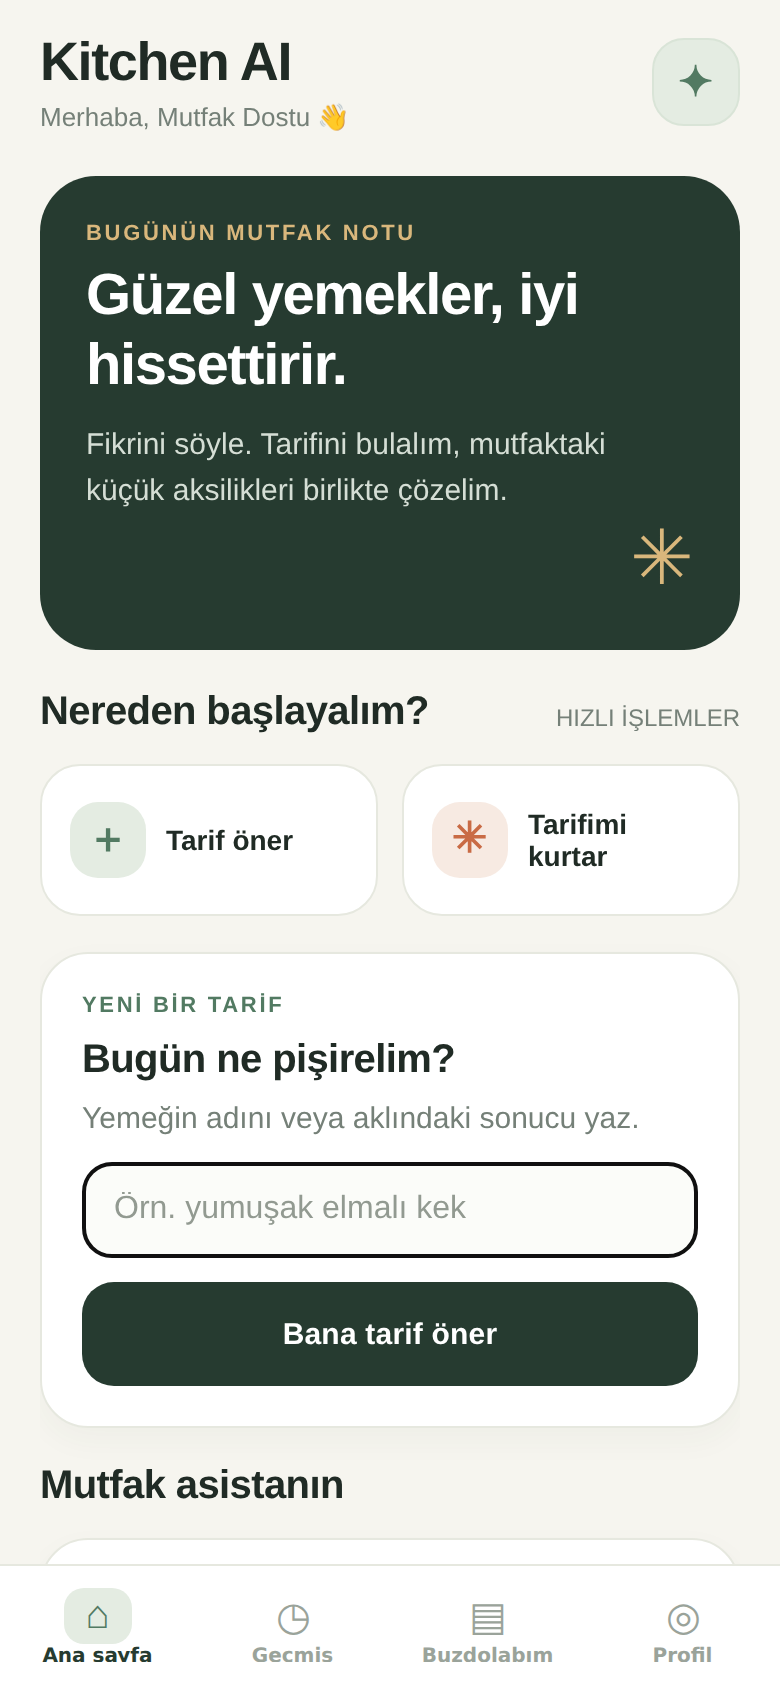 Kitchen AI
Merhaba, Mutfak Dostu 👋
BUGÜNÜN MUTFAK NOTU
Güzel yemekler, iyi
hissettirir.
Fikrini söyle. Tarifini bulalım, mutfaktaki
küçük aksilikleri birlikte çözelim.
Nereden başlayalım?
HIZLI İŞLEMLER
Tarif öner
Tarifimi
kurtar
YENİ BİR TARİF
Bugün ne pişirelim?
Yemeğin adını veya aklındaki sonucu yaz.
Örn. yumuşak elmalı kek
Bana tarif öner
Mutfak asistanın
Ana sayfa
Gecmis
Buzdolabım
Profil